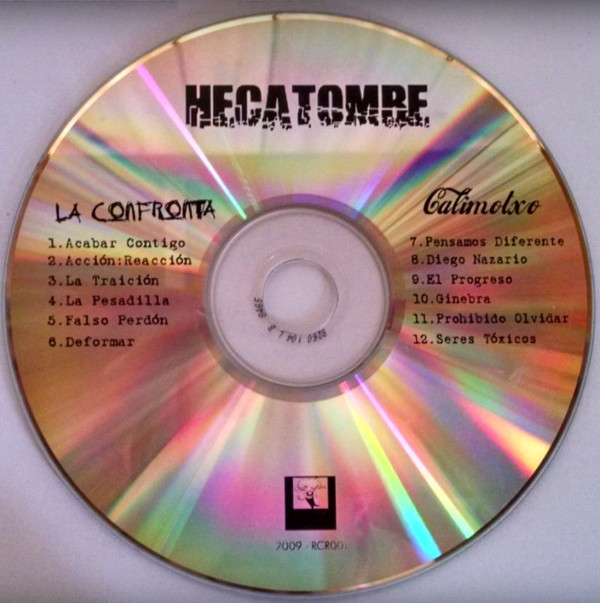 HECATOMBE
LA CONFRONTA
1.Acabar Contigo
2.Acción:Reacción
3.La Traición
4.La Pesadilla
5.Falso Perdón
6.Deformar
Calimotxo
7.Pensamos Diferente
8.Diego Nazario
9.El Progreso
10.Ginebra
11.Prohibido Olvidar
12.Seres Tóxicos
2009 - RCR001